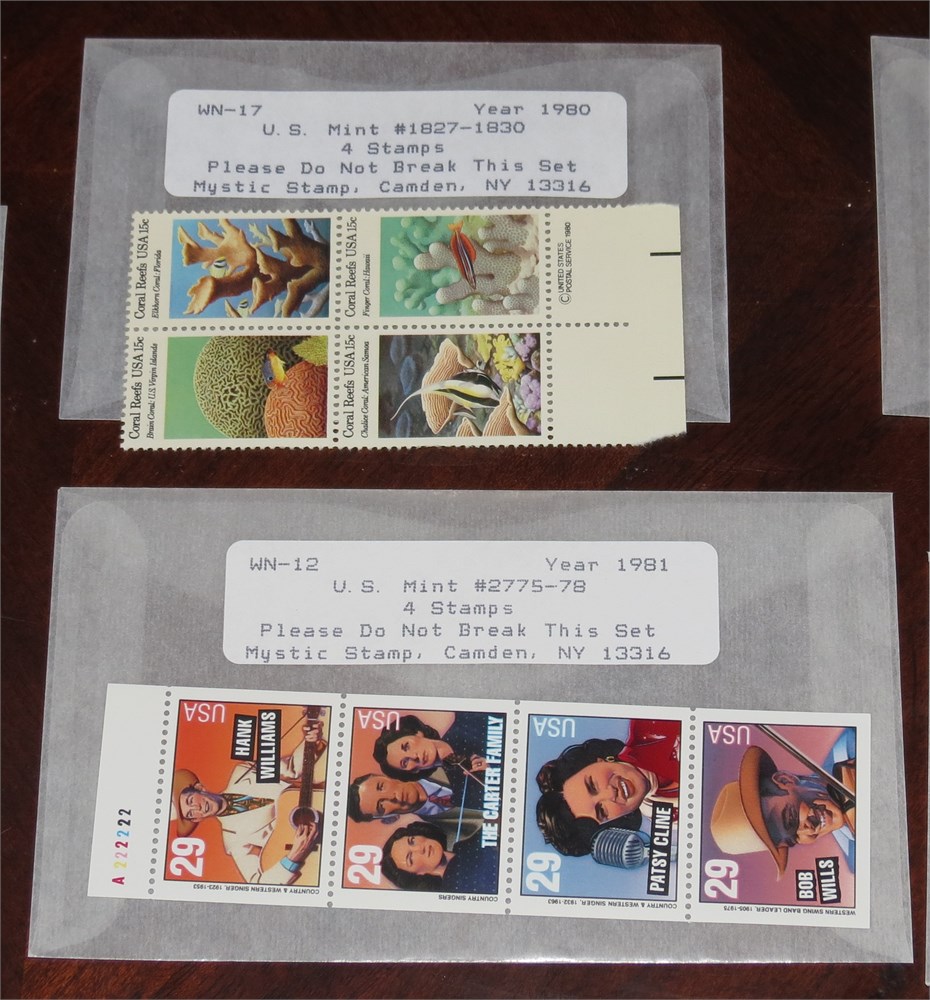 WN-17 Year 1980
U.S. Mint #1827-1830
4 Stamps
Please Do Not Break This Set
Mystic Stamp, Camden, NY 13316
Coral Reefs USA 15c
Elkhorn Coral: Florida
Coral Reefs USA 15c
Finger Coral: Hawaii
© UNITED STATES
POSTAL SERVICE 1980
Coral Reefs USA 15c
Brain Coral: U.S. Virgin Islands
Coral Reefs USA 15c
Chalice Coral: American Samoa
WN-12 Year 1981
U.S. Mint #2775-78
4 Stamps
Please Do Not Break This Set
Mystic Stamp, Camden, NY 13316
A 222222
USA
HANK
WILLIAMS
29
COUNTRY & WESTERN SINGER, 1923-1953
USA
THE CARTER FAMILY
29
COUNTRY SINGERS
USA
PATSY CLINE
29
COUNTRY & WESTERN SINGER, 1932-1963
USA
BOB
WILLS
29
WESTERN SWING BAND LEADER, 1905-1975